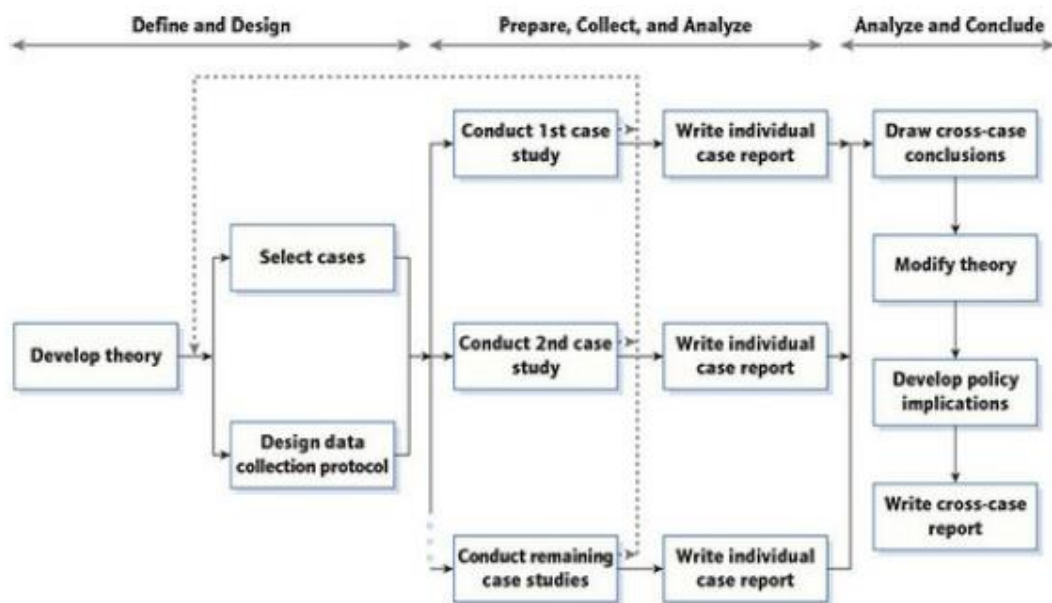 Define and Design
Prepare, Collect, and Analyze
Analyze and Conclude
Develop theory
Select cases
Design data
collection protocol
Conduct 1st case
study
Write individual
case report
Conduct 2nd case
study
Write individual
case report
Conduct remaining
case studies
Write individual
case report
Draw cross-case
conclusions
Modify theory
Develop policy
implications
Write cross-case
report